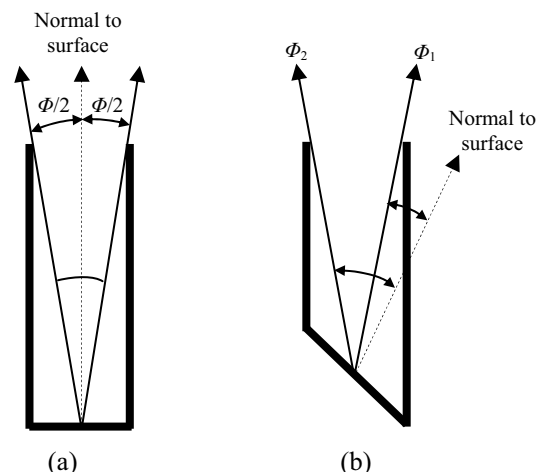 Normal to
surface
Φ/2 Φ/2
(a)
Φ₂
Φ₁
Normal to
surface
(b)